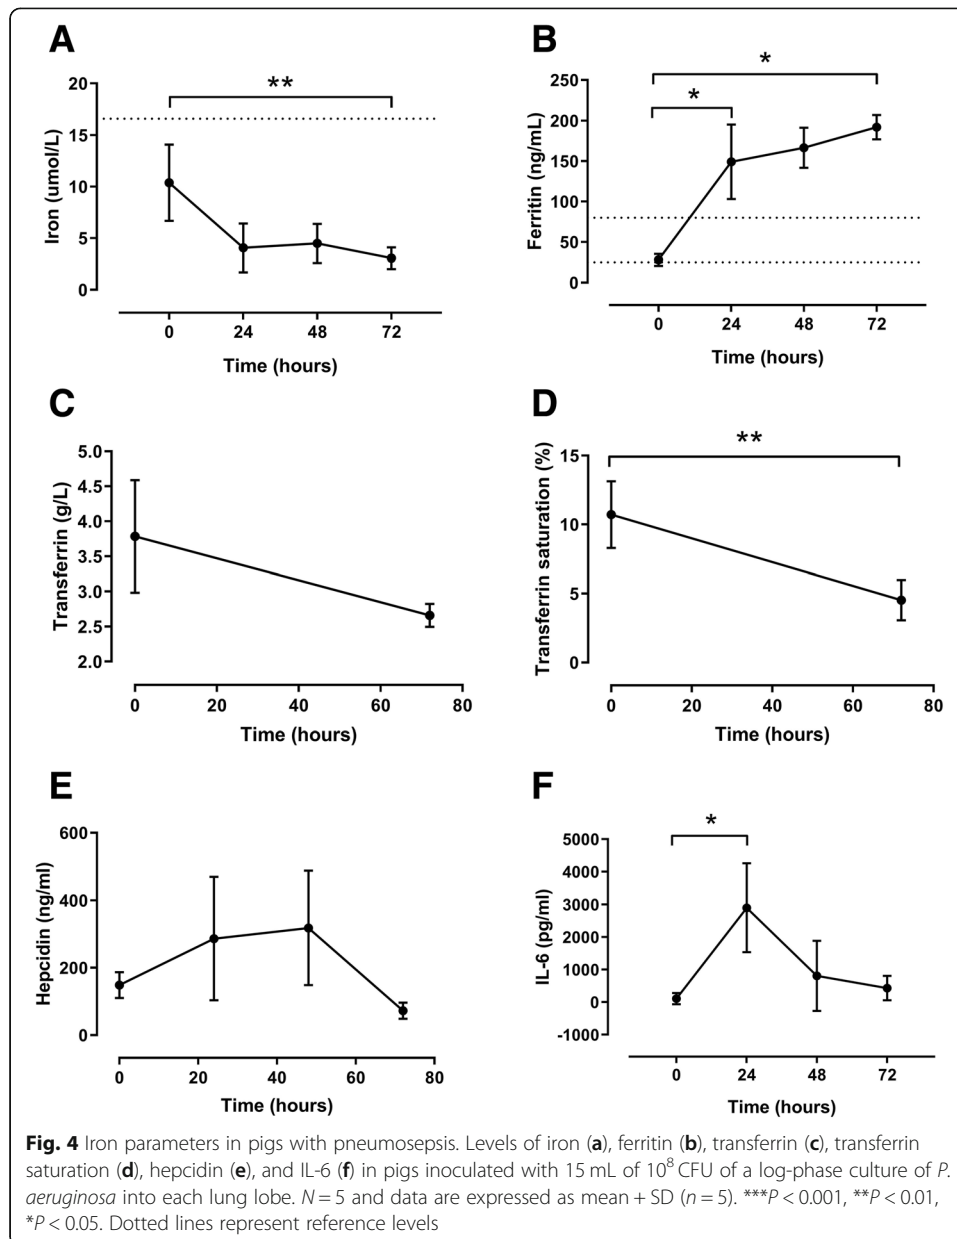 A
**
20
15
10
5
0
Iron (umol/L)
0 24 48 72
Time (hours)
B
*
*
250
200
150
100
50
0
Ferritin (ng/mL)
0 24 48 72
Time (hours)
C
5.0
4.5
4.0
3.5
3.0
2.5
2.0
Transferrin (g/L)
0 20 40 60 80
Time (hours)
D
**
15
10
5
0
Transferrin saturation (%)
0 20 40 60 80
Time (hours)
E
600
400
200
0
Hepcidin (ng/ml)
0 20 40 60 80
Time (hours)
F
*
5000
4000
3000
2000
1000
0
-1000
IL-6 (pg/ml)
0 24 48 72
Time (hours)
Fig. 4 Iron parameters in pigs with pneumosepsis. Levels of iron (a), ferritin (b), transferrin (c), transferrin
saturation (d), hepcidin (e), and IL-6 (f) in pigs inoculated with 15 mL of 10⁸ CFU of a log-phase culture of P.
aeruginosa into each lung lobe. N = 5 and data are expressed as mean + SD (n = 5). ***P < 0.001, **P < 0.01,
*P < 0.05. Dotted lines represent reference levels